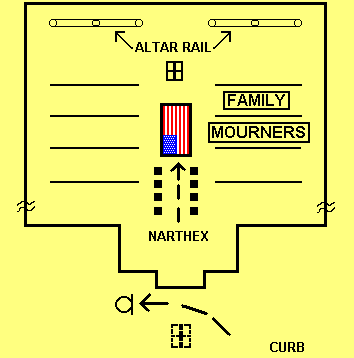 ALTAR RAIL
FAMILY
MOURNERS
NARTHEX
CURB